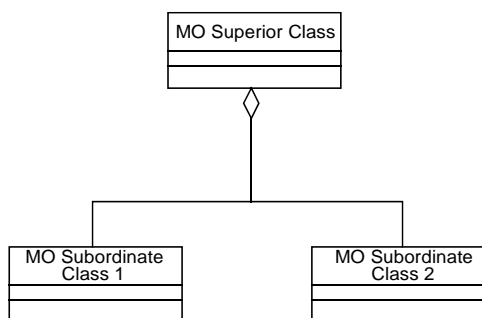 MO Superior Class
MO Subordinate
Class 1
MO Subordinate
Class 2